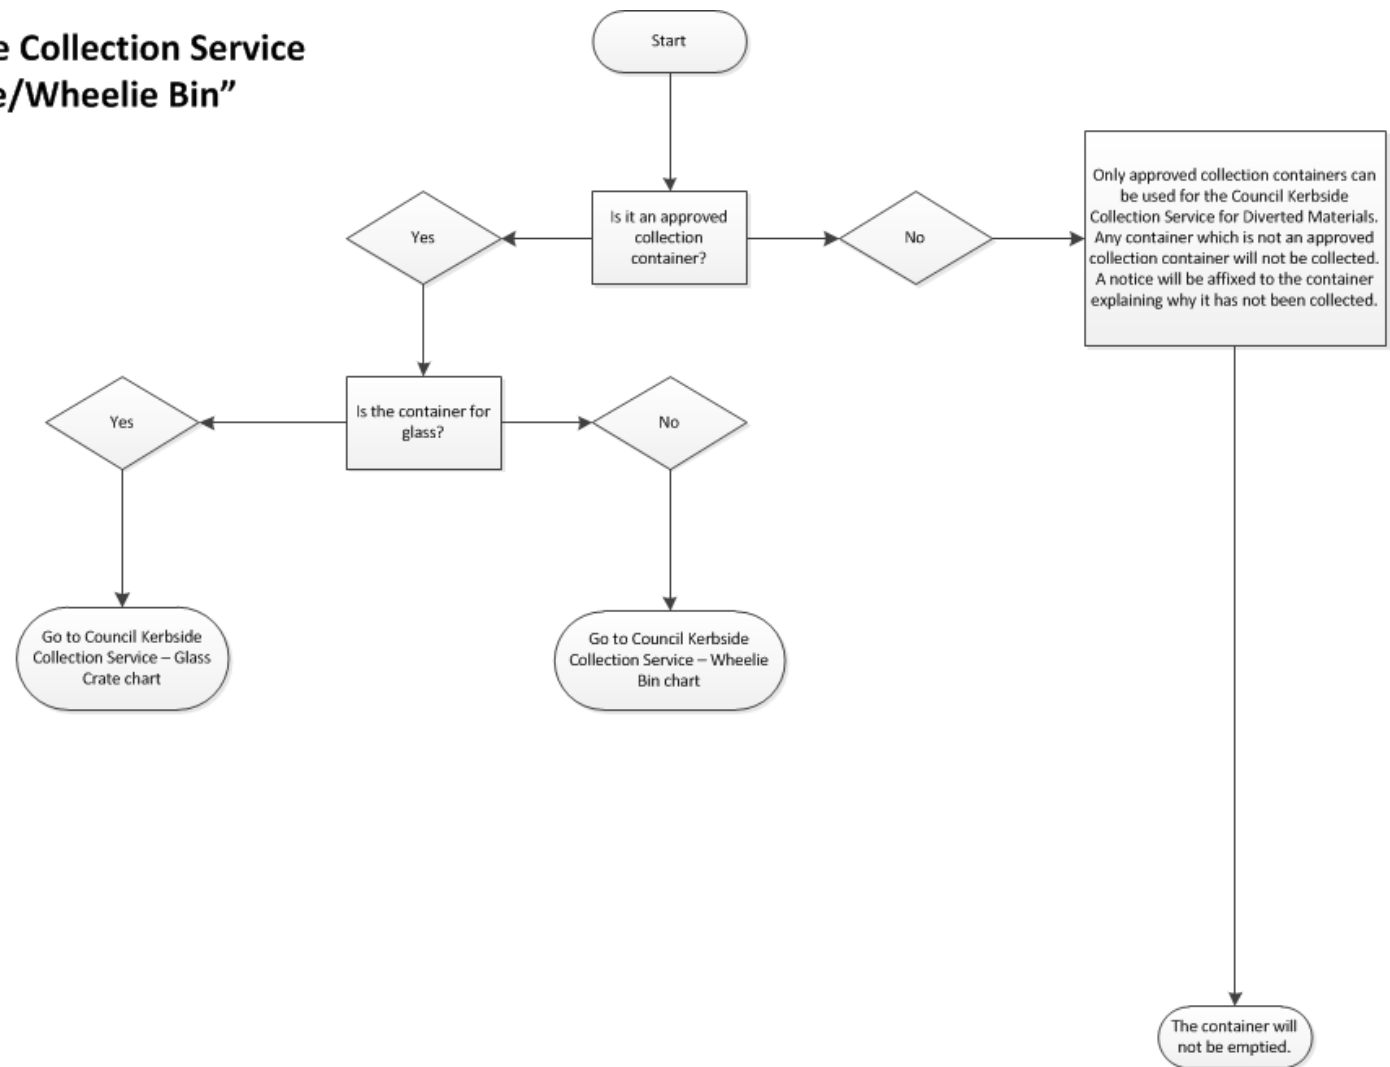 e Collection Service
e/Wheelie Bin”
Start
Is it an approved
collection
container?
Yes
No
Only approved collection containers can
be used for the Council Kerbside
Collection Service for Diverted Materials.
Any container which is not an approved
collection container will not be collected.
A notice will be affixed to the container
explaining why it has not been collected.
Is the container for
glass?
Yes
No
Go to Council Kerbside
Collection Service – Glass
Crate chart
Go to Council Kerbside
Collection Service – Wheelie
Bin chart
The container will
not be emptied.